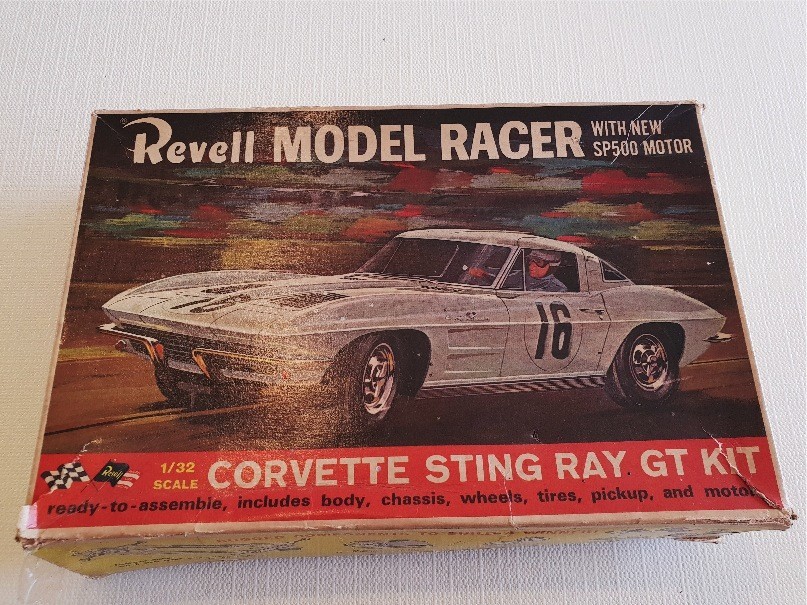 ® Revell MODEL RACER WITH NEW
SP500 MOTOR
16
Revell
1/32
SCALE
CORVETTE STING RAY GT KIT
ready-to-assemble, includes body, chassis, wheels, tires, pickup, and motor